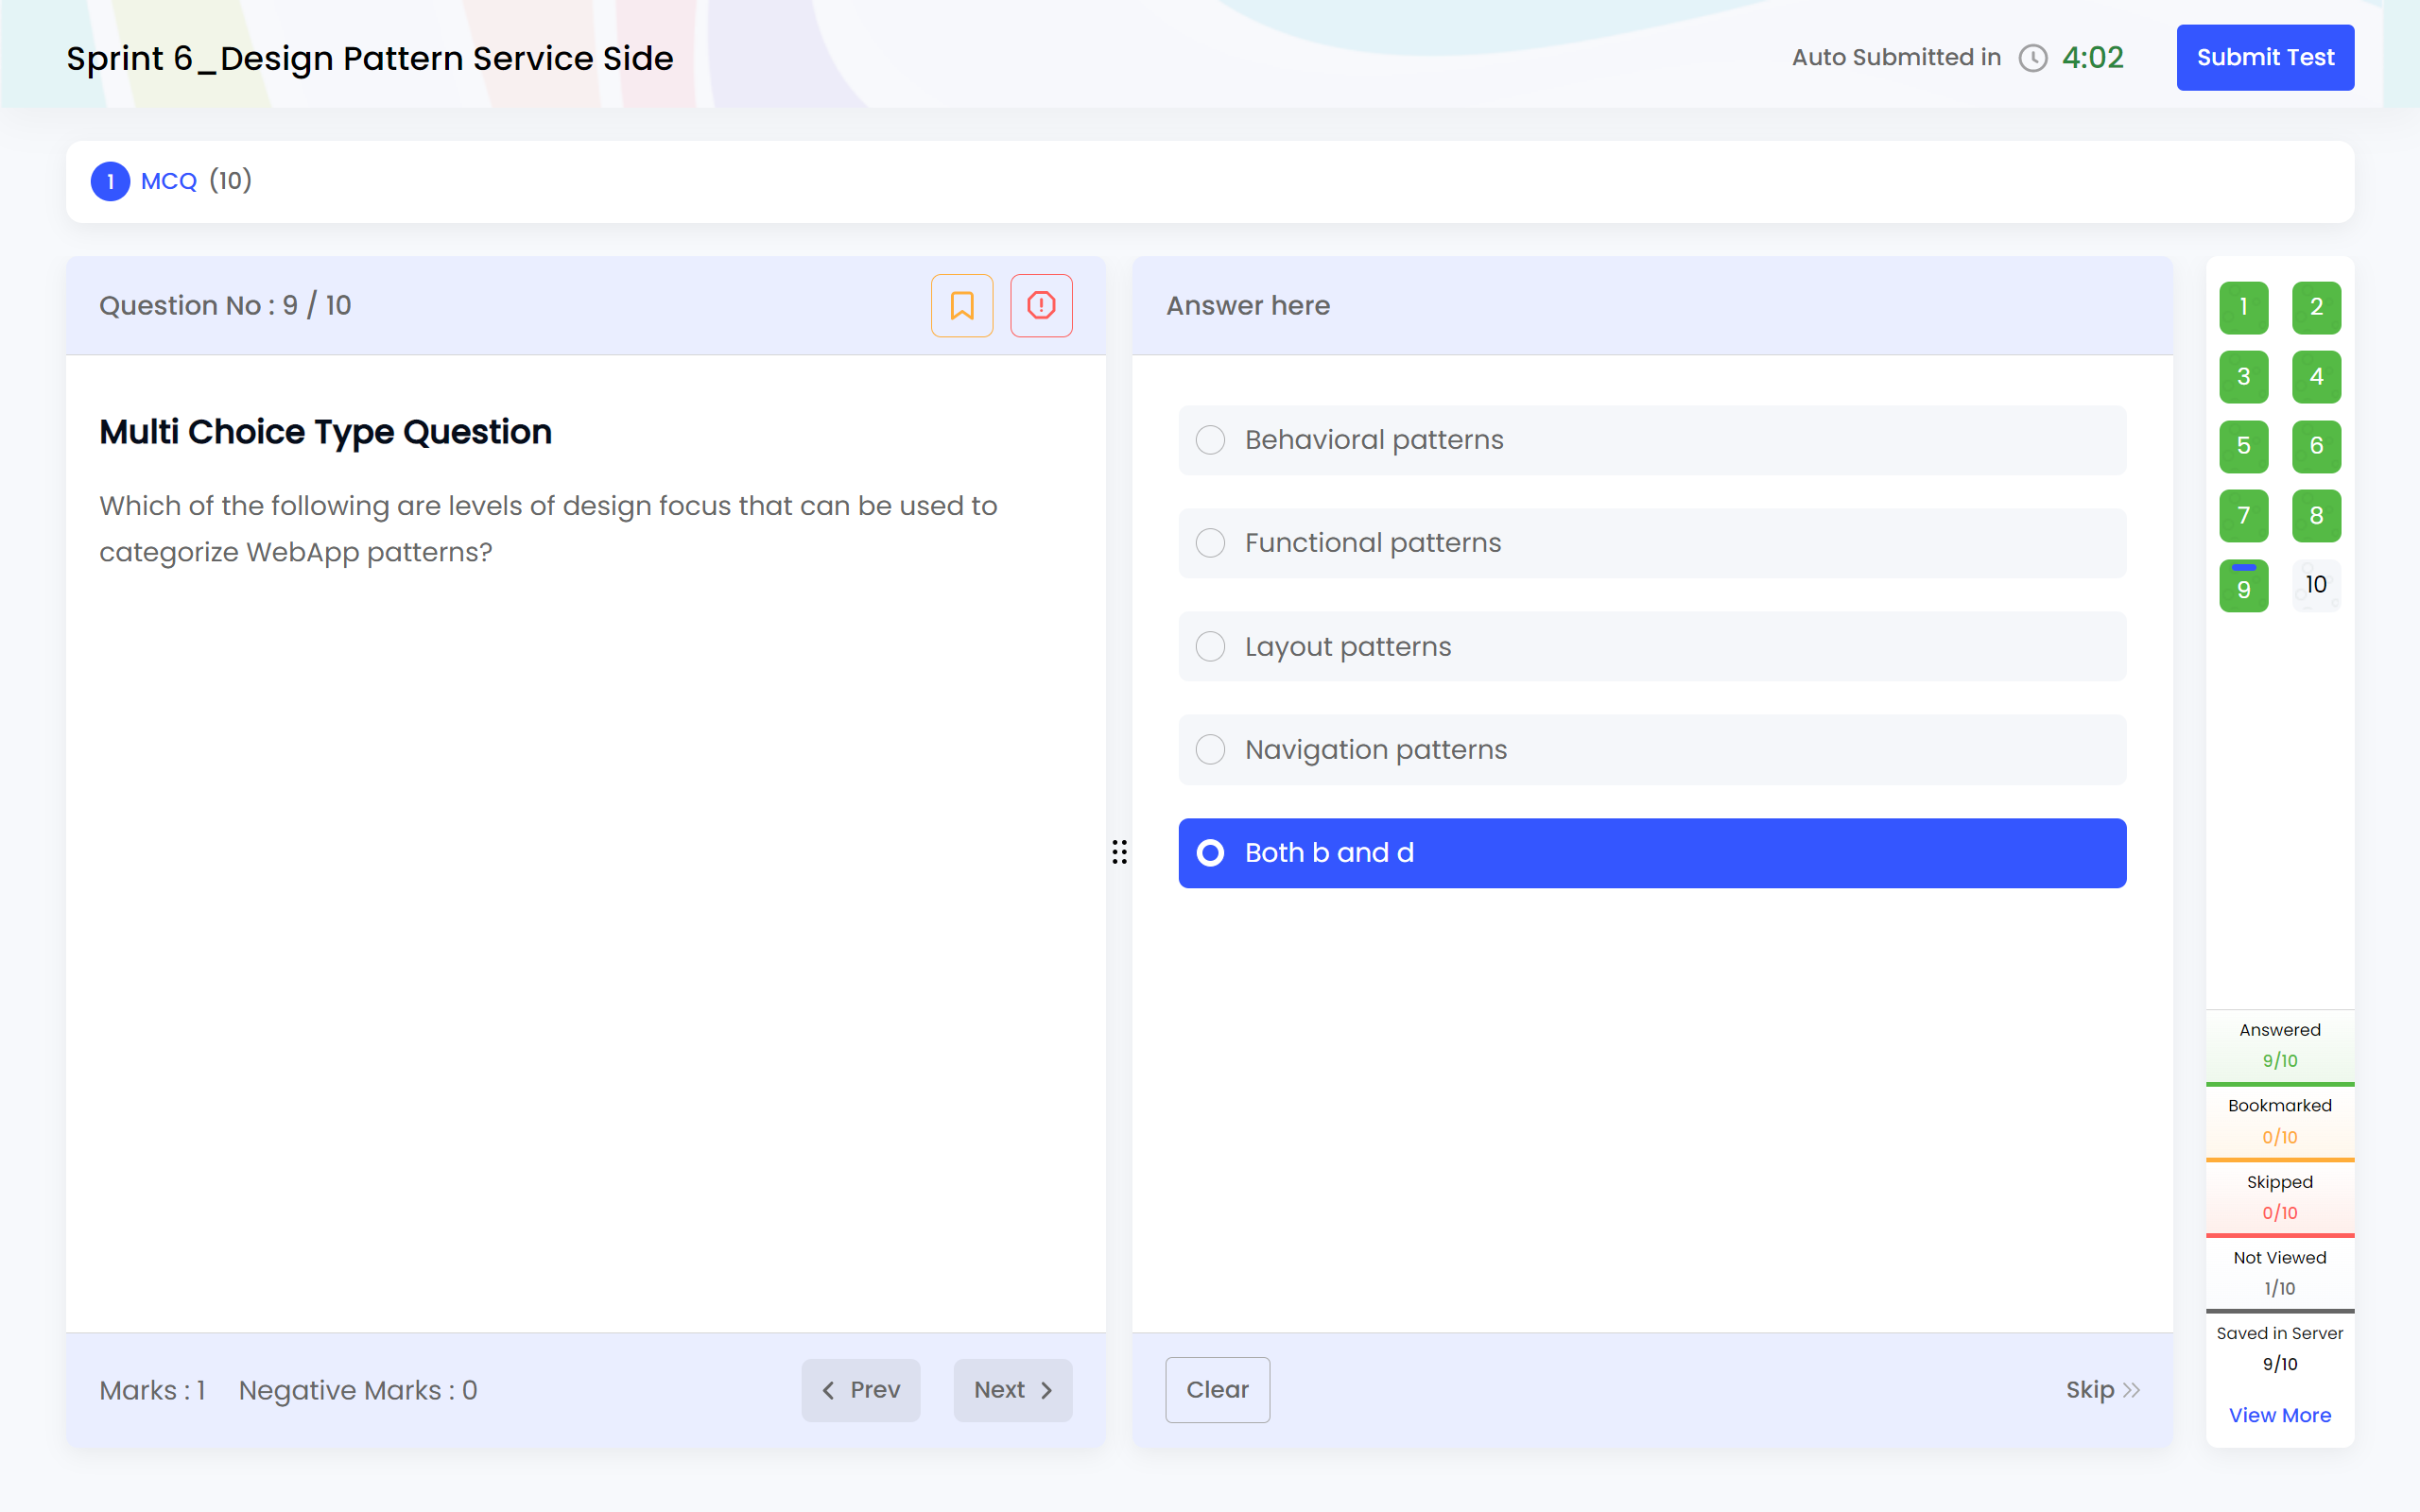 Sprint 6_Design Pattern Service Side
Auto Submitted in 4:02
Submit Test
1 MCQ (10)
Question No : 9 / 10
Multi Choice Type Question
Which of the following are levels of design focus that can be used to
categorize WebApp patterns?
Marks : 1 Negative Marks : 0
Prev
Next
Answer here
Behavioral patterns
Functional patterns
Layout patterns
Navigation patterns
Both b and d
Clear
Skip
1 2
3 4
5 6
7 8
9 10
Answered
9/10
Bookmarked
0/10
Skipped
0/10
Not Viewed
1/10
Saved in Server
9/10
View More